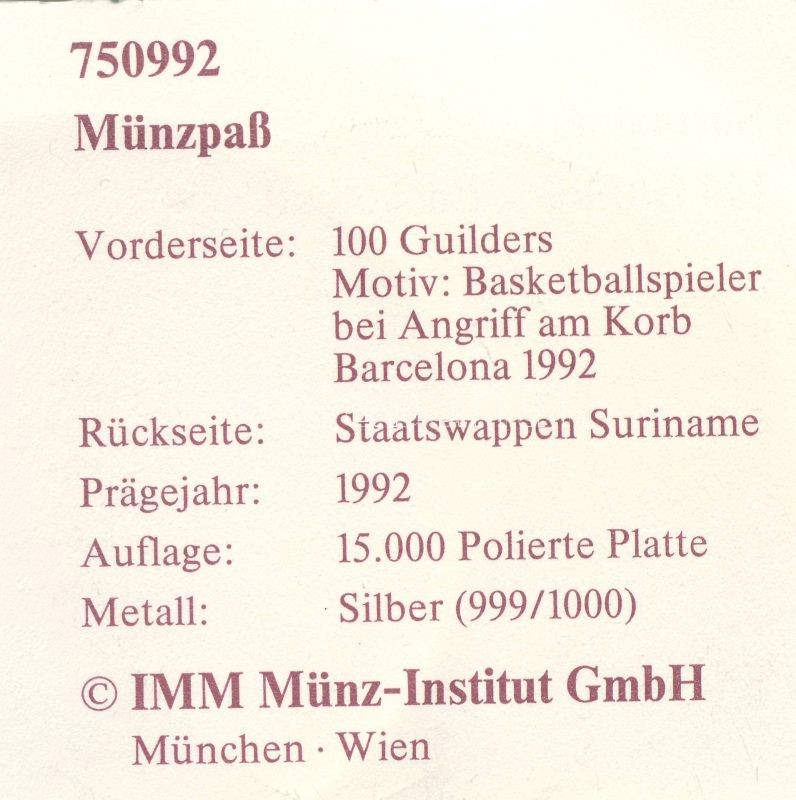 750992
Münzpaß
Vorderseite: 100 Guilders
Motiv: Basketballspieler
bei Angriff am Korb
Barcelona 1992
Rückseite: Staatswappen Suriname
Prägejahr: 1992
Auflage: 15.000 Polierte Platte
Metall: Silber (999/1000)
© IMM Münz-Institut GmbH
München · Wien